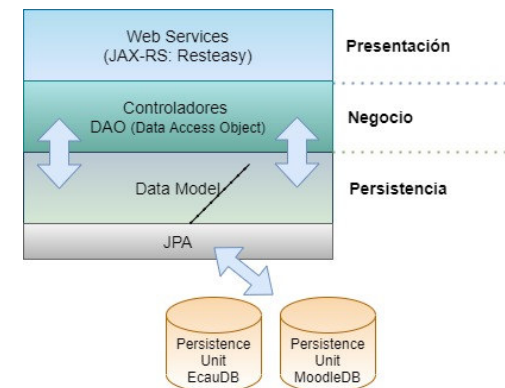 Web Services
(JAX-RS: Resteasy)
Presentación
Controladores
DAO (Data Access Object)
Negocio
Data Model
Persistencia
JPA
Persistence
Unit
EcauDB
Persistence
Unit
MoodleDB